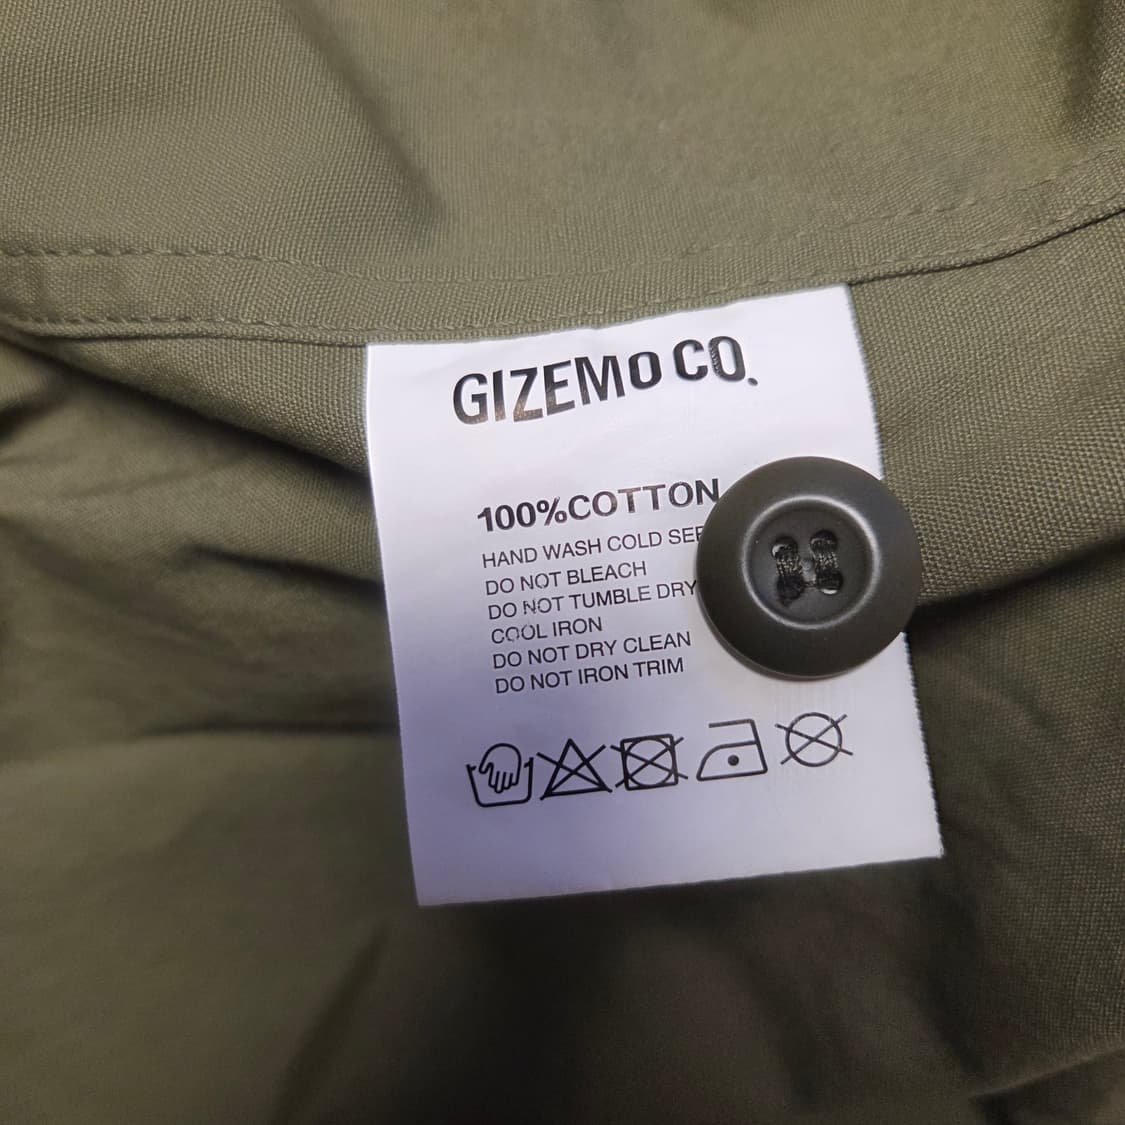 GIZEMO CO.
100%COTTON
HAND WASH COLD
DO NOT BLEACH
DO NOT TUMBLE DRY
COOL IRON
DO NOT DRY CLEAN
DO NOT IRON TRIM